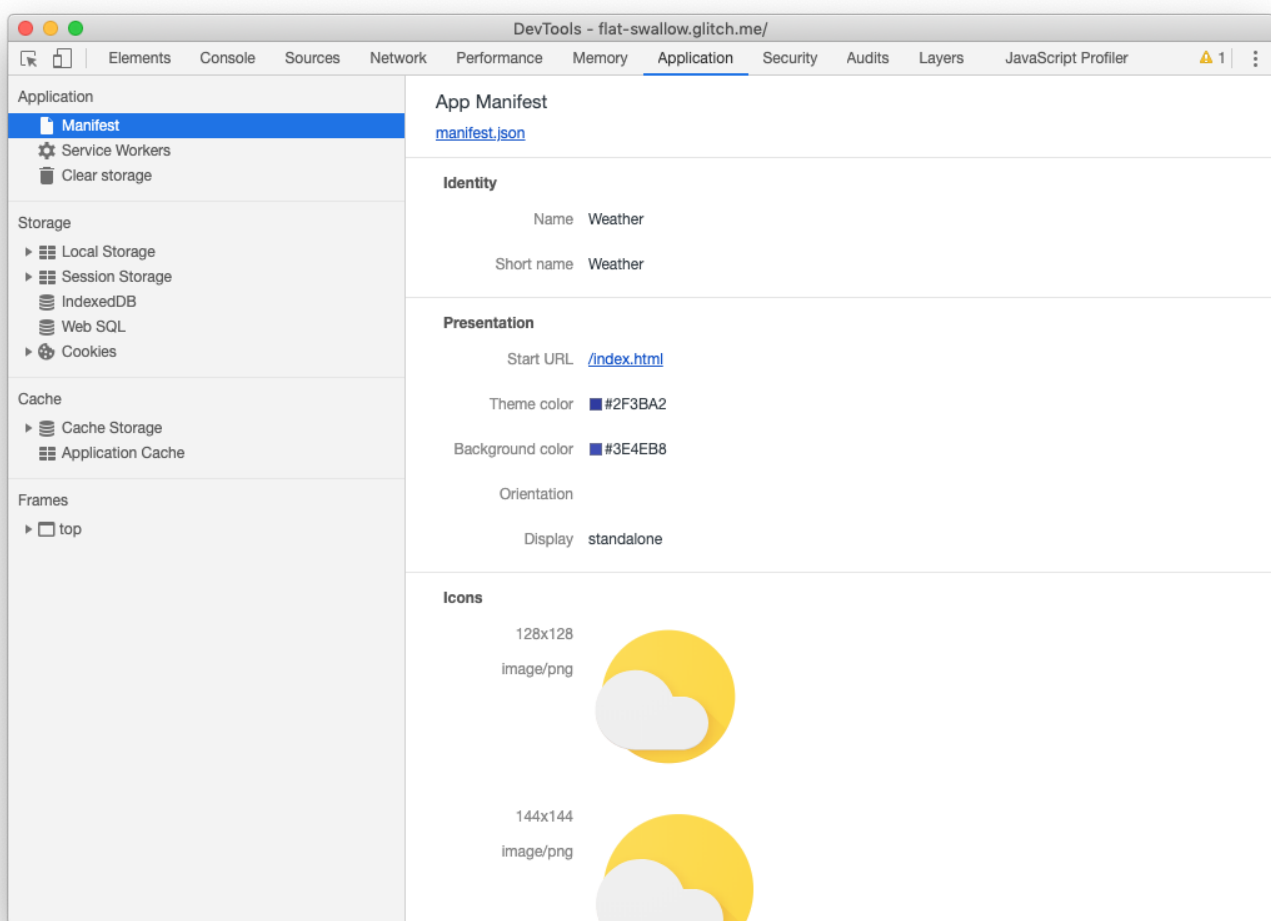 DevTools - flat-swallow.glitch.me/
Elements Console Sources Network Performance Memory Application Security Audits Layers JavaScript Profiler 1
Application
Manifest
Service Workers
Clear storage
Storage
Local Storage
Session Storage
IndexedDB
Web SQL
Cookies
Cache
Cache Storage
Application Cache
Frames
top
App Manifest
manifest.json
Identity
Name Weather
Short name Weather
Presentation
Start URL /index.html
Theme color #2F3BA2
Background color #3E4EB8
Orientation
Display standalone
Icons
128x128
image/png
144x144
image/png